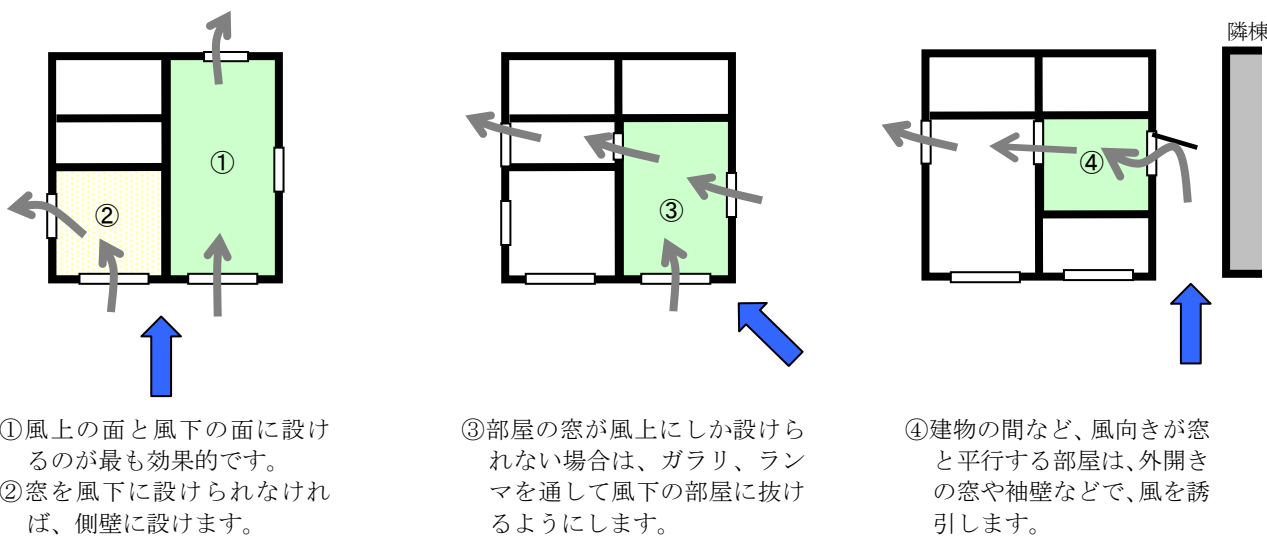 隣棟
①
②
③
④
①風上の面と風下の面に設け
るのが最も効果的です。
②窓を風下に設けられなけれ
ば、側壁に設けます。
③部屋の窓が風上にしか設けら
れない場合は、ガラリ、ラン
マを通して風下の部屋に抜け
るようにします。
④建物の間など、風向きが窓
と平行する部屋は、外開き
の窓や袖壁などで、風を誘
引します。